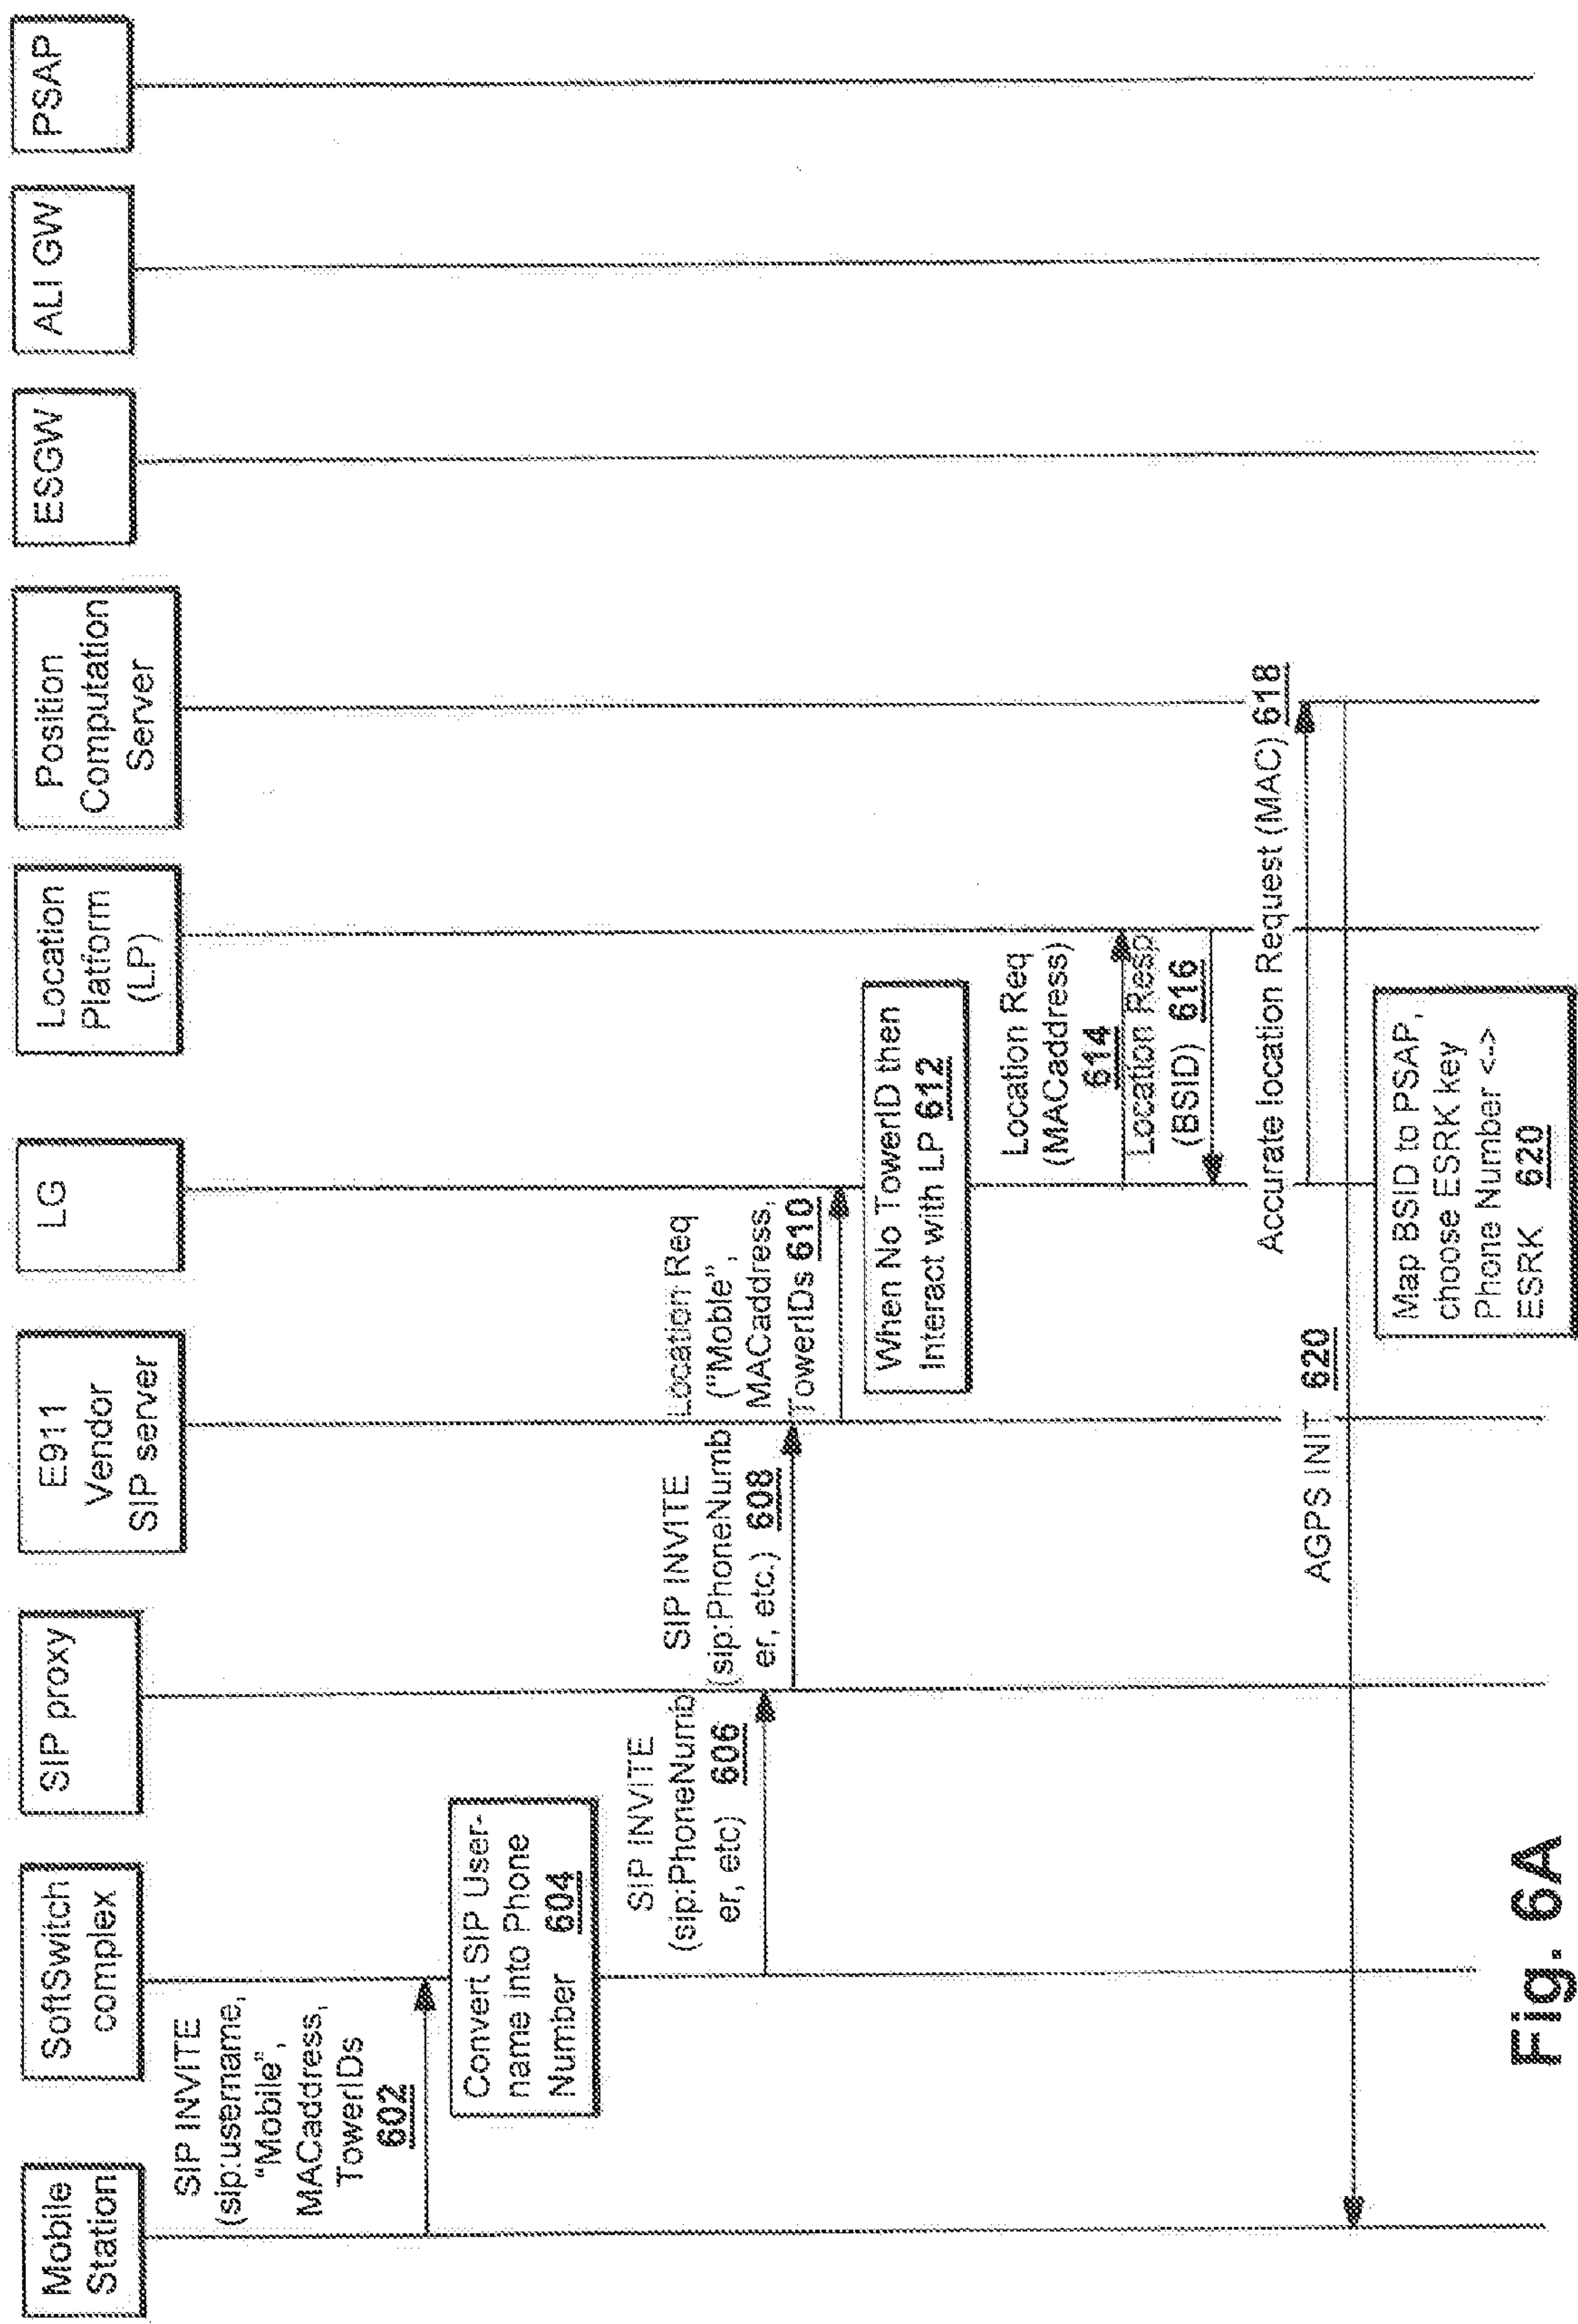 Mobile
Station
SoftSwitch
complex
SIP proxy
E911
Vendor
SIP server
LG
Location
Platform
(LP)
Position
Computation
Server
ESGW
ALI GW
PSAP
SIP INVITE
(sip:username,
"Mobile",
MACaddress,
TowerIDs
602
Convert SIP User-
name into Phone
Number 604
SIP INVITE
(sip:PhoneNumb
er, etc) 606
SIP INVITE
(sip:PhoneNumb
er, etc.) 608
Location Req
("Moble",
MACaddress,
TowerIDs 610
When No TowerID then
Interact with LP 612
Location Req
(MACaddress)
614
Location Resp
(BSID) 616
Accurate location Request (MAC) 618
AGPS INIT 620
Map BSID to PSAP,
choose ESRK key
Phone Number <->
ESRK 620
Fig. 6A